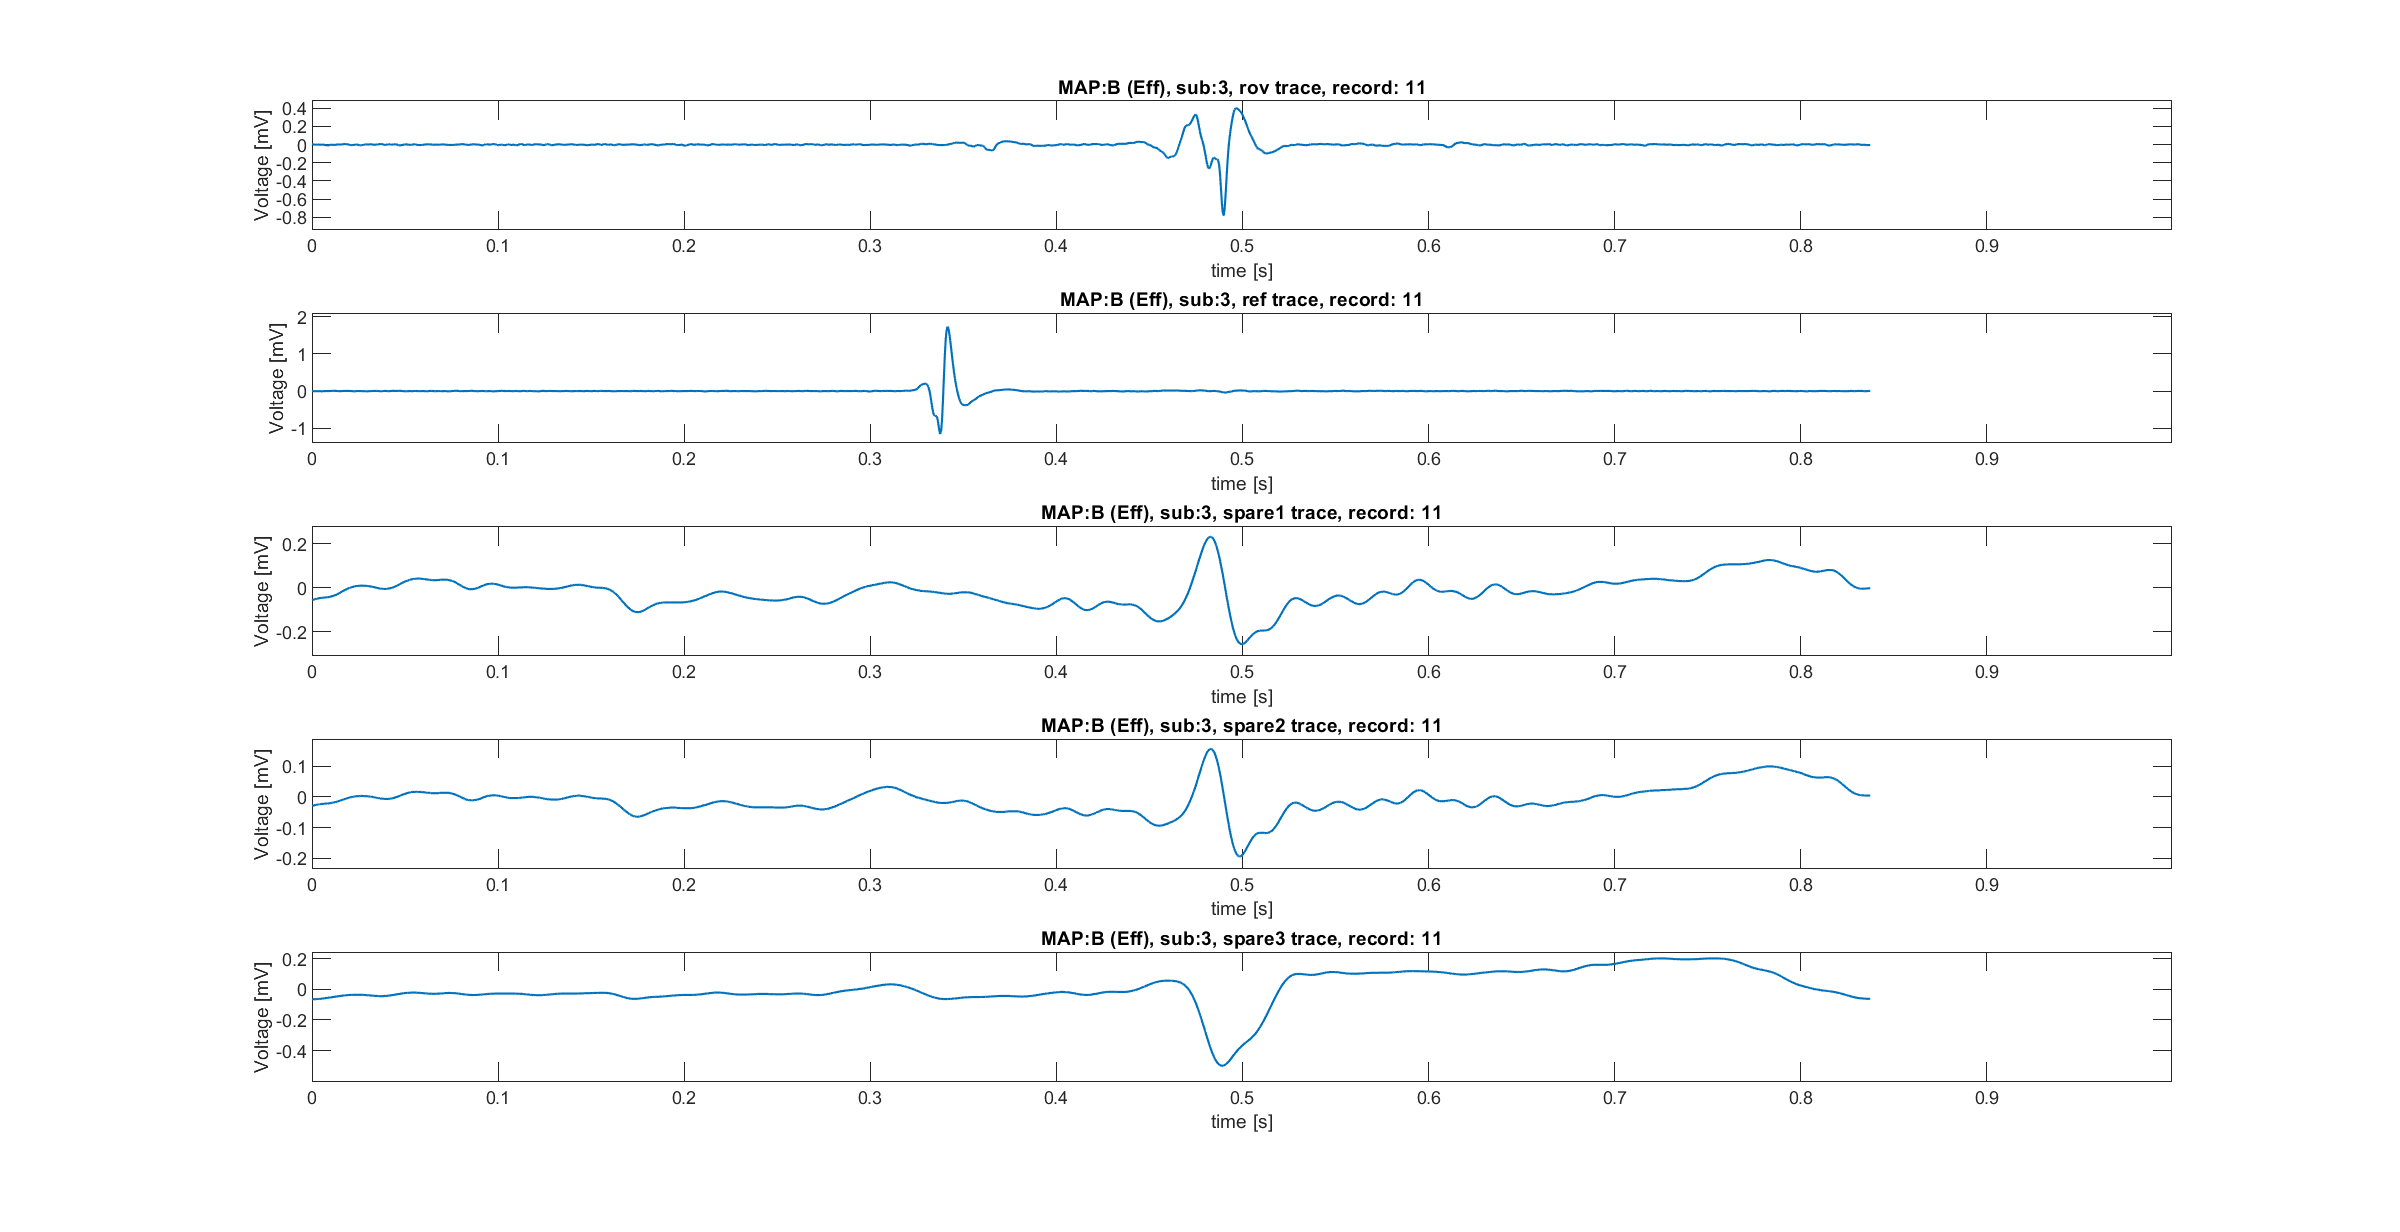 MAP:B (Eff), sub:3, rov trace, record: 11
Voltage [mV]
0.4
0.2
0
-0.2
-0.4
-0.6
-0.8
0 0.1 0.2 0.3 0.4 0.5 0.6 0.7 0.8 0.9
time [s]
MAP:B (Eff), sub:3, ref trace, record: 11
Voltage [mV]
2
1
0
-1
0 0.1 0.2 0.3 0.4 0.5 0.6 0.7 0.8 0.9
time [s]
MAP:B (Eff), sub:3, spare1 trace, record: 11
Voltage [mV]
0.2
0
-0.2
0 0.1 0.2 0.3 0.4 0.5 0.6 0.7 0.8 0.9
time [s]
MAP:B (Eff), sub:3, spare2 trace, record: 11
Voltage [mV]
0.1
0
-0.1
-0.2
0 0.1 0.2 0.3 0.4 0.5 0.6 0.7 0.8 0.9
time [s]
MAP:B (Eff), sub:3, spare3 trace, record: 11
Voltage [mV]
0.2
0
-0.2
-0.4
0 0.1 0.2 0.3 0.4 0.5 0.6 0.7 0.8 0.9
time [s]